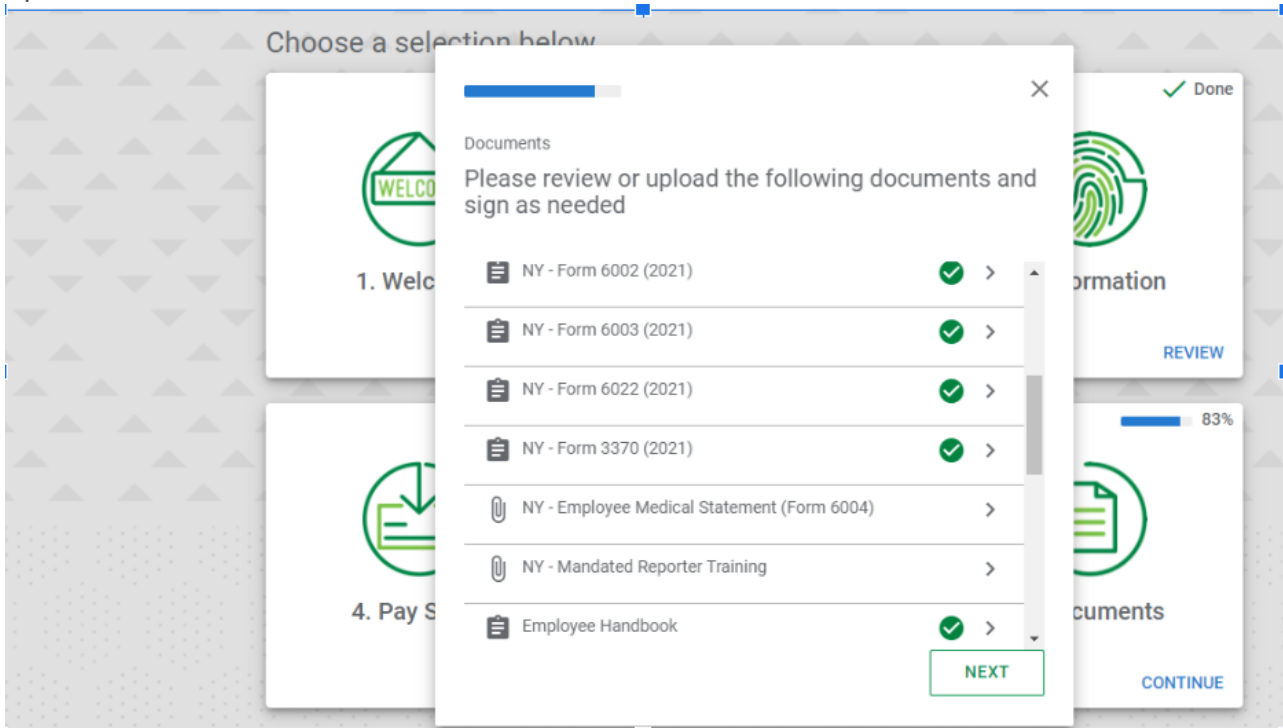 Choose a selection below
Done
WELCO
1. Welc
ormation
REVIEW
Documents
Please review or upload the following documents and
sign as needed
NY - Form 6002 (2021)
NY - Form 6003 (2021)
NY - Form 6022 (2021)
NY - Form 3370 (2021)
NY - Employee Medical Statement (Form 6004)
NY - Mandated Reporter Training
Employee Handbook
NEXT
83%
4. Pay S
cuments
CONTINUE